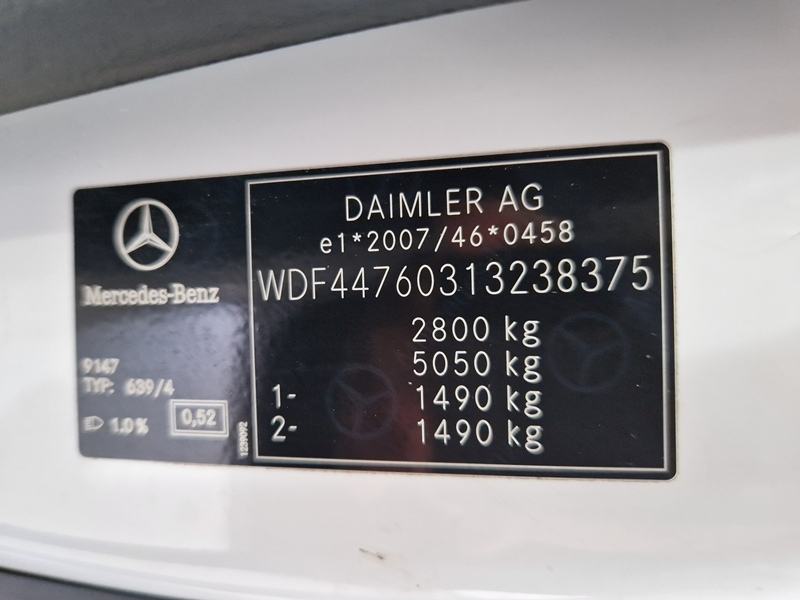 Mercedes-Benz
9147
TYP: 639/4
1.0%
0,52
1239092
DAIMLER AG
e1*2007/46*0458
WDF44760313238375
2800 kg
5050 kg
1- 1490 kg
2- 1490 kg